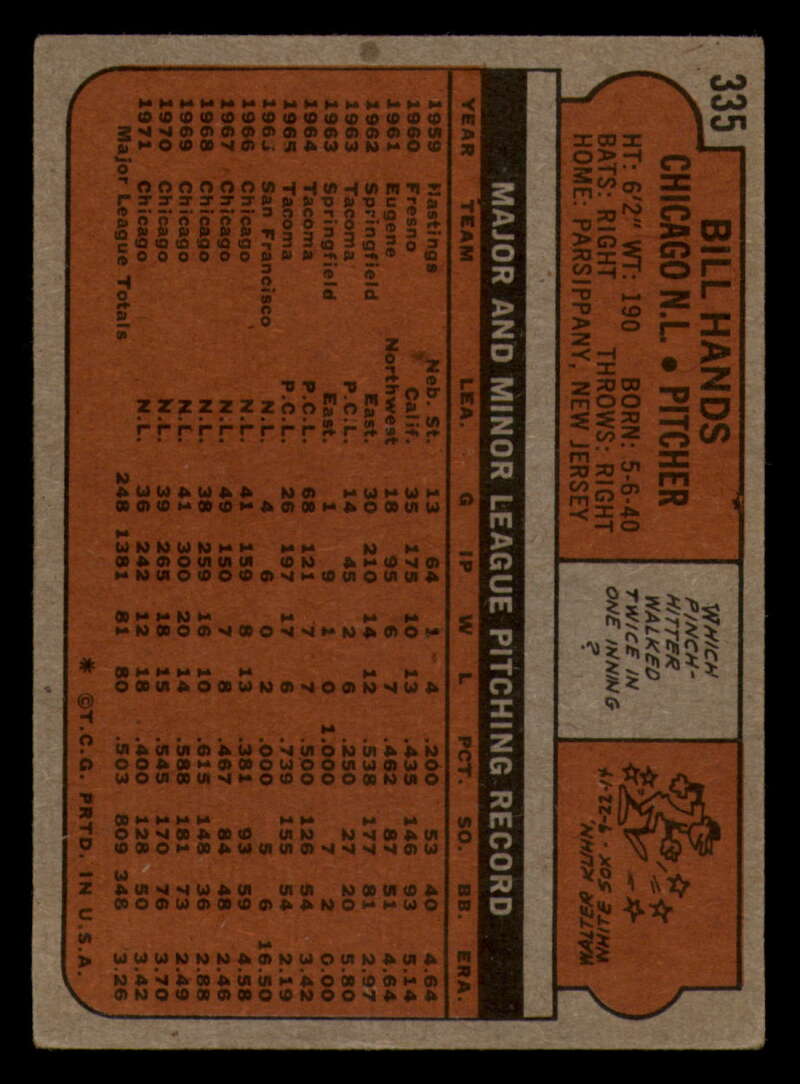 335
BILL HANDS
CHICAGO N.L. • PITCHER
HT: 6'2" WT: 190 BORN: 5-6-40
BATS: RIGHT THROWS: RIGHT
HOME: PARSIPPANY, NEW JERSEY
WHICH
PINCH-
HITTER
WALKED
TWICE IN
ONE INNING
?
WALTER KUHN,
WHITE SOX • 9-22-14
MAJOR AND MINOR LEAGUE PITCHING RECORD
YEAR TEAM LEA. G IP W L PCT. SO. BB. ERA.
1959 Hastings Neb. St. 13 64 1 4 .200 53 40 4.64
1960 Fresno Calif. 35 175 10 13 .435 146 93 5.14
1961 Eugene Northwest 18 95 6 7 .462 87 51 4.64
1962 Springfield East. 30 210 14 12 .538 177 81 2.97
1963 Tacoma P.C.L. 14 45 2 6 .250 27 20 5.80
1963 Springfield East. 1 9 1 0 1.000 7 2 0.00
1964 Tacoma P.C.L. 68 121 7 7 .500 126 54 3.42
1965 Tacoma P.C.L. 26 197 17 6 .739 155 54 2.19
1965 San Francisco N.L. 4 6 0 2 .000 5 6 16.50
1966 Chicago N.L. 41 159 8 13 .381 93 59 4.58
1967 Chicago N.L. 49 150 7 8 .467 84 48 2.46
1968 Chicago N.L. 38 259 16 10 .615 148 36 2.88
1969 Chicago N.L. 41 300 20 14 .588 181 73 2.49
1970 Chicago N.L. 39 265 18 15 .545 170 76 3.70
1971 Chicago N.L. 36 242 12 18 .400 128 50 3.42
Major League Totals 248 1381 81 80 .503 809 348 3.26
* ©T.C.G. PRTD. IN U.S.A.